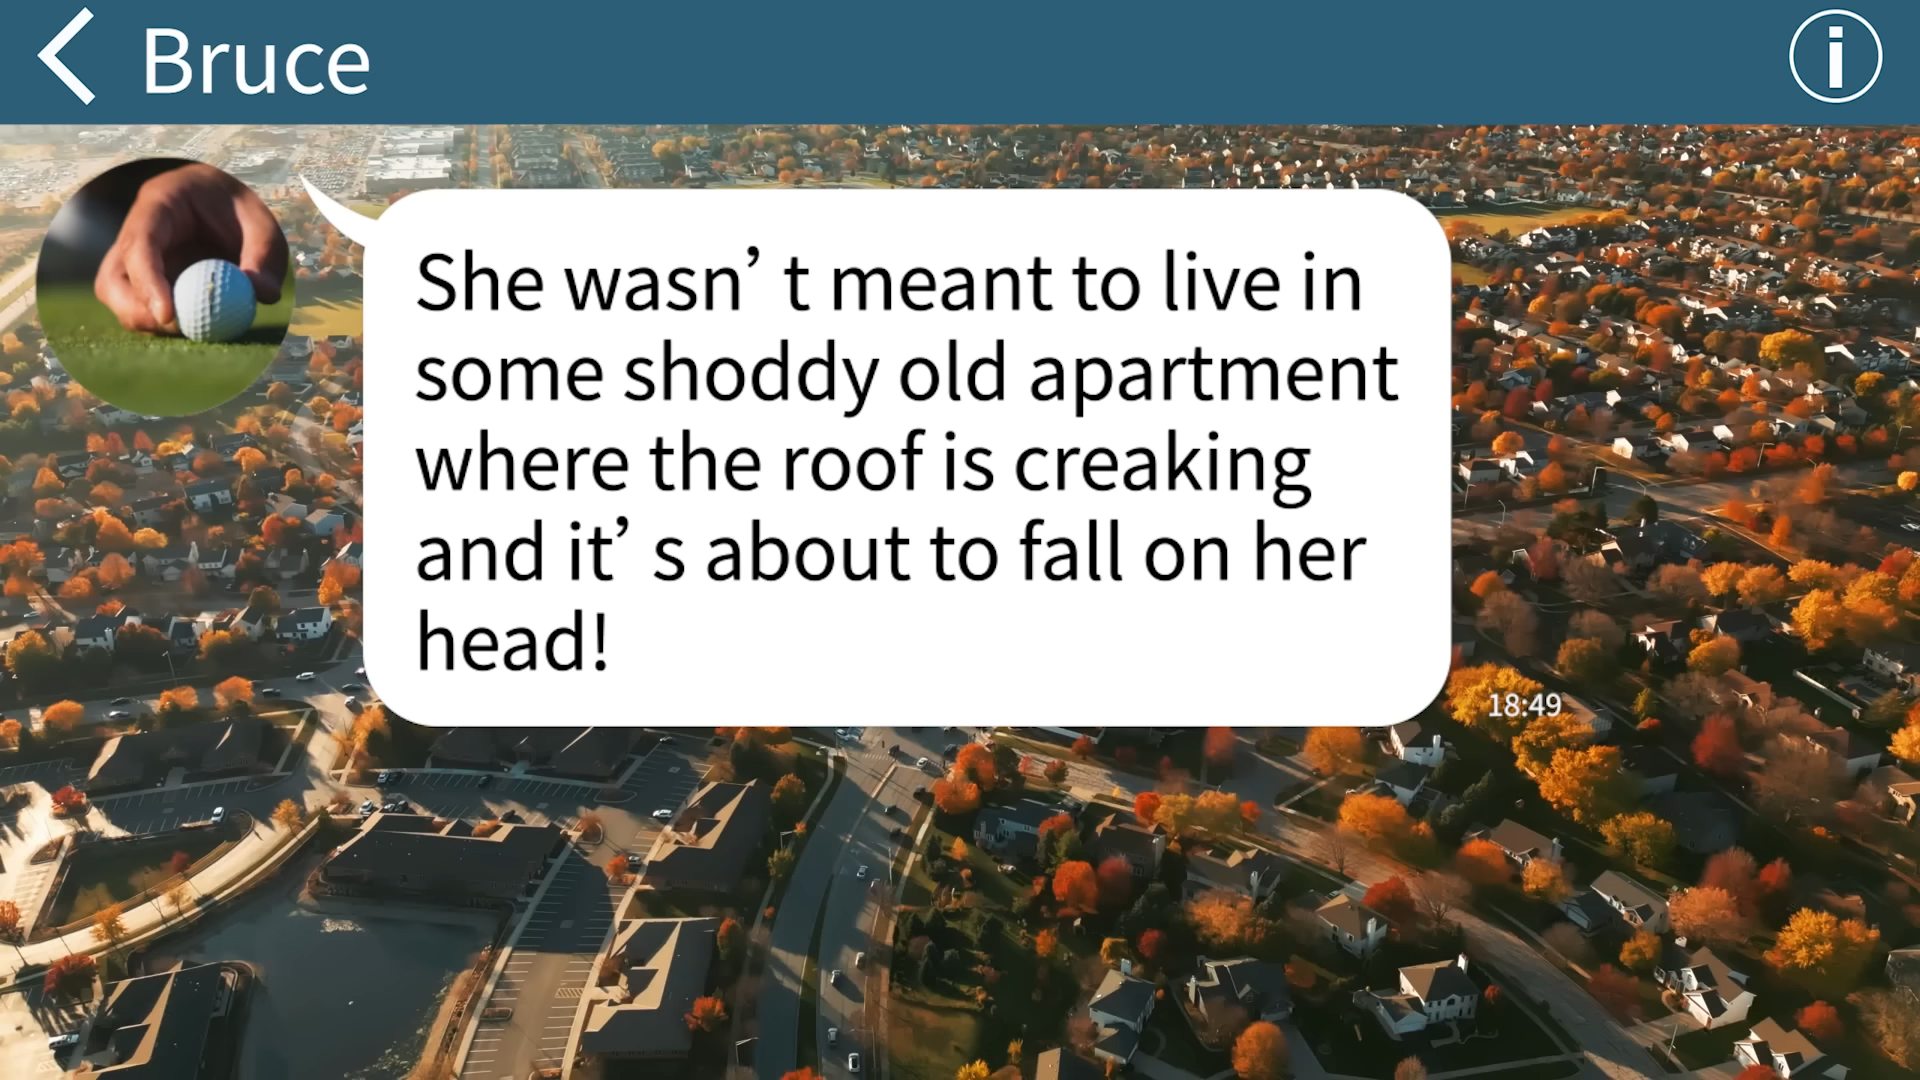 Bruce
She wasn’t meant to live in
some shoddy old apartment
where the roof is creaking
and it’s about to fall on her
head!
18:49